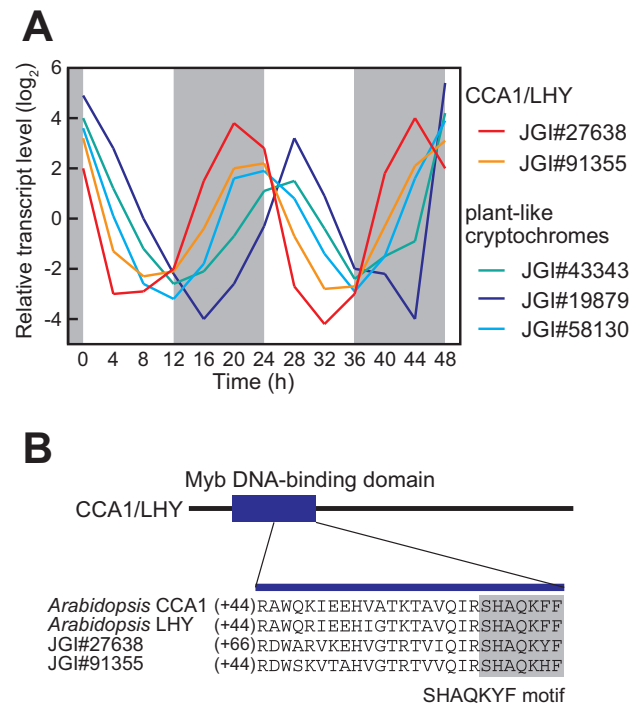 A
Relative transcript level (log2)
6
4
2
0
-2
-4
0 4 8 12 16 20 24 28 32 36 40 44 48
Time (h)
CCA1/LHY
JGI#27638
JGI#91355
plant-like
cryptochromes
JGI#43343
JGI#19879
JGI#58130
B
Myb DNA-binding domain
CCA1/LHY
Arabidopsis CCA1 (+44)RAWQKIEEHVATKTAVQIRSHAQKFF
Arabidopsis LHY (+44)RAWQRIEEHIGTKTAVQIRSHAQKFF
JGI#27638 (+66)RDWARVKEHVGTRTVVQIRSHAQKYF
JGI#91355 (+44)RDWSKVTAHVGTRTRTVQIRSHAQKHF
SHAQKYF motif